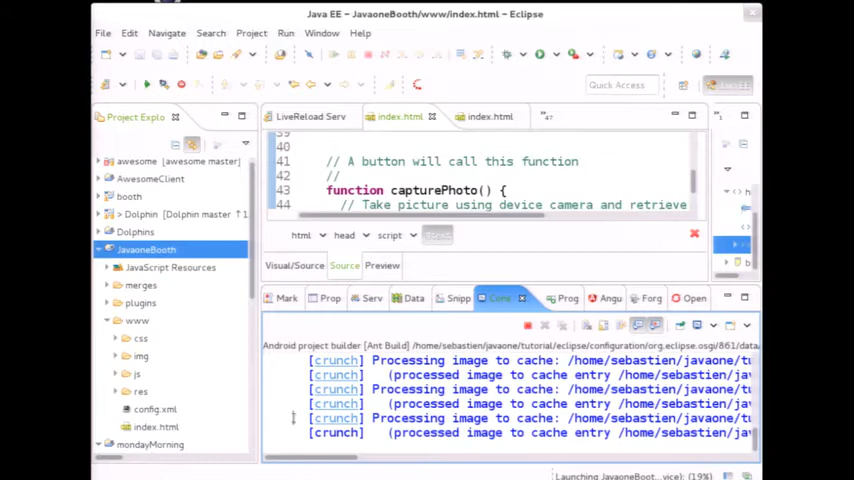 Java EE – JavaoneBooth/www/index.html – Eclipse
File Edit Navigate Search Project Run Window Help
Quick Access
Project Explo
LiveReload Serv index.html index.html 47
awesome [awesome master]
AwesomeClient
booth
> Dolphin [Dolphin master ↑1
Dolphins
JavaoneBooth
JavaScript Resources
merges
plugins
www
css
img
js
res
config.xml
index.html
mondayMorning
39
40
41 // A button will call this function
42 //
43 function capturePhoto() {
44 // Take picture using device camera and retrieve
html head script
Visual/Source Source Preview
Mark Prop Serv Data Snipp Cons Prog Angu Forg Open
Android project builder [Ant Build] /home/sebastien/javaone/tutorial/eclipse/configuration/org.eclipse.osgi/861/data/
[crunch] Processing image to cache: /home/sebastien/javaone/tu
[crunch] (processed image to cache entry /home/sebastien/jav
[crunch] Processing image to cache: /home/sebastien/javaone/tu
[crunch] (processed image to cache entry /home/sebastien/jav
[crunch] Processing image to cache: /home/sebastien/javaone/tu
[crunch] (processed image to cache entry /home/sebastien/jav
Launching JavaoneBoot...vice): (19%)